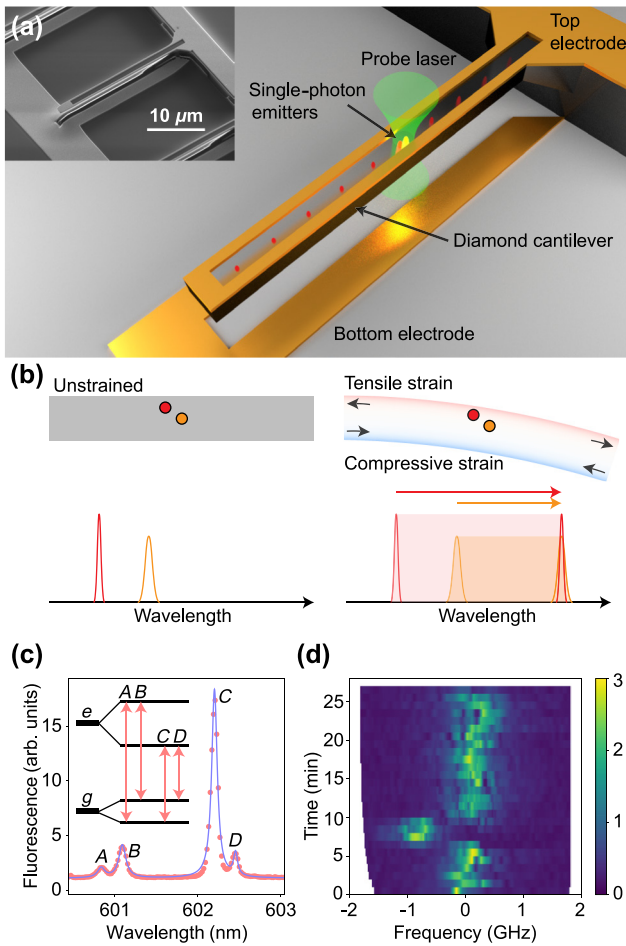 (a)
10 μm
Top
electrode
Probe laser
Single-photon
emitters
Diamond cantilever
Bottom electrode
(b)
Unstrained
Tensile strain
Compressive strain
Wavelength
Wavelength
(c)
Fluorescence (arb. units)
15
10
5
0
e
g
A B
C D
A
B
C
D
601
602
603
Wavelength (nm)
(d)
Time (min)
25
20
15
10
5
0
-2
-1
0
1
2
Frequency (GHz)
3
2
1
0